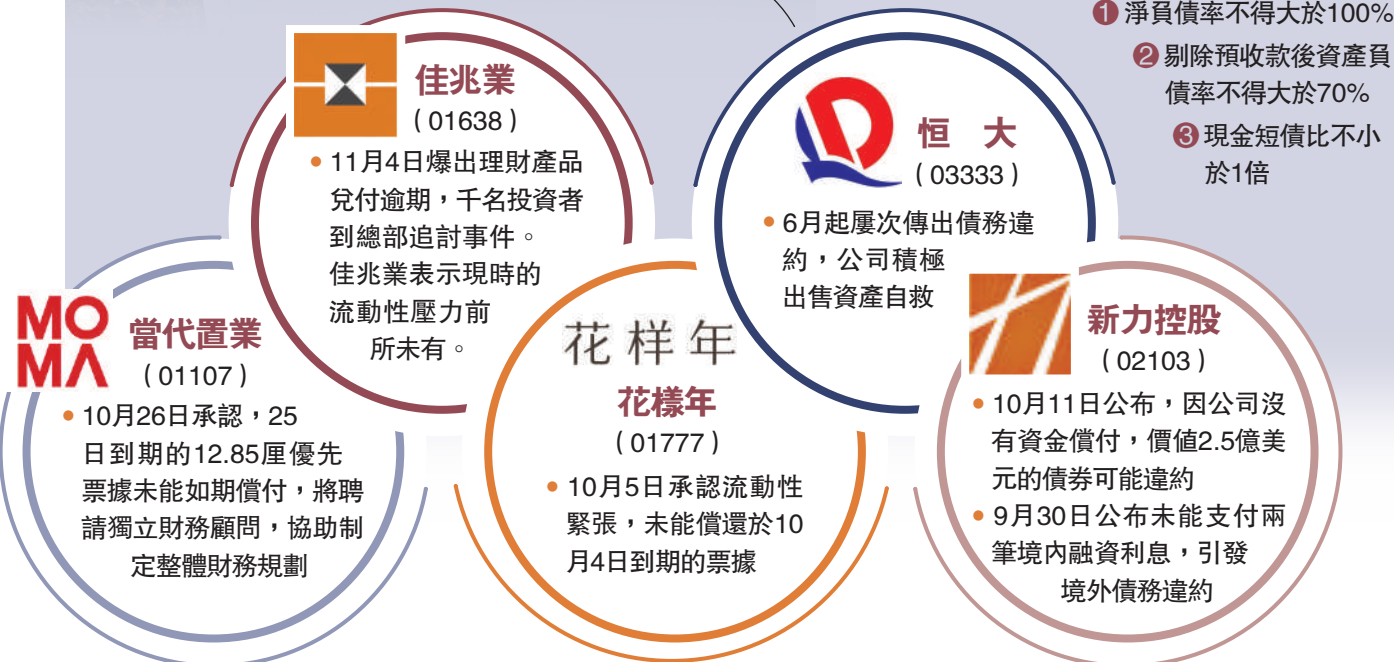 ❶ 淨負債率不得大於100%
❷ 剔除預收款後資產負
債率不得大於70%
❸ 現金短債比不小
於1倍
佳兆業
(01638)
• 11月4日爆出理財產品
兌付逾期，千名投資者
到總部追討事件。
佳兆業表示現時的
流動性壓力前
所未有。
恒大
(03333)
• 6月起屢次傳出債務違
約，公司積極
出售資產自救
MO
MΛ
當代置業
(01107)
• 10月26日承認，25
日到期的12.85厘優先
票據未能如期償付，將聘
請獨立財務顧問，協助制
定整體財務規劃
花样年
花樣年
(01777)
• 10月5日承認流動性
緊張，未能償還於10
月4日到期的票據
新力控股
(02103)
• 10月11日公布，因公司沒
有資金償付，價值2.5億美
元的債券可能違約
• 9月30日公布未能支付兩
筆境內融資利息，引發
境外債務違約